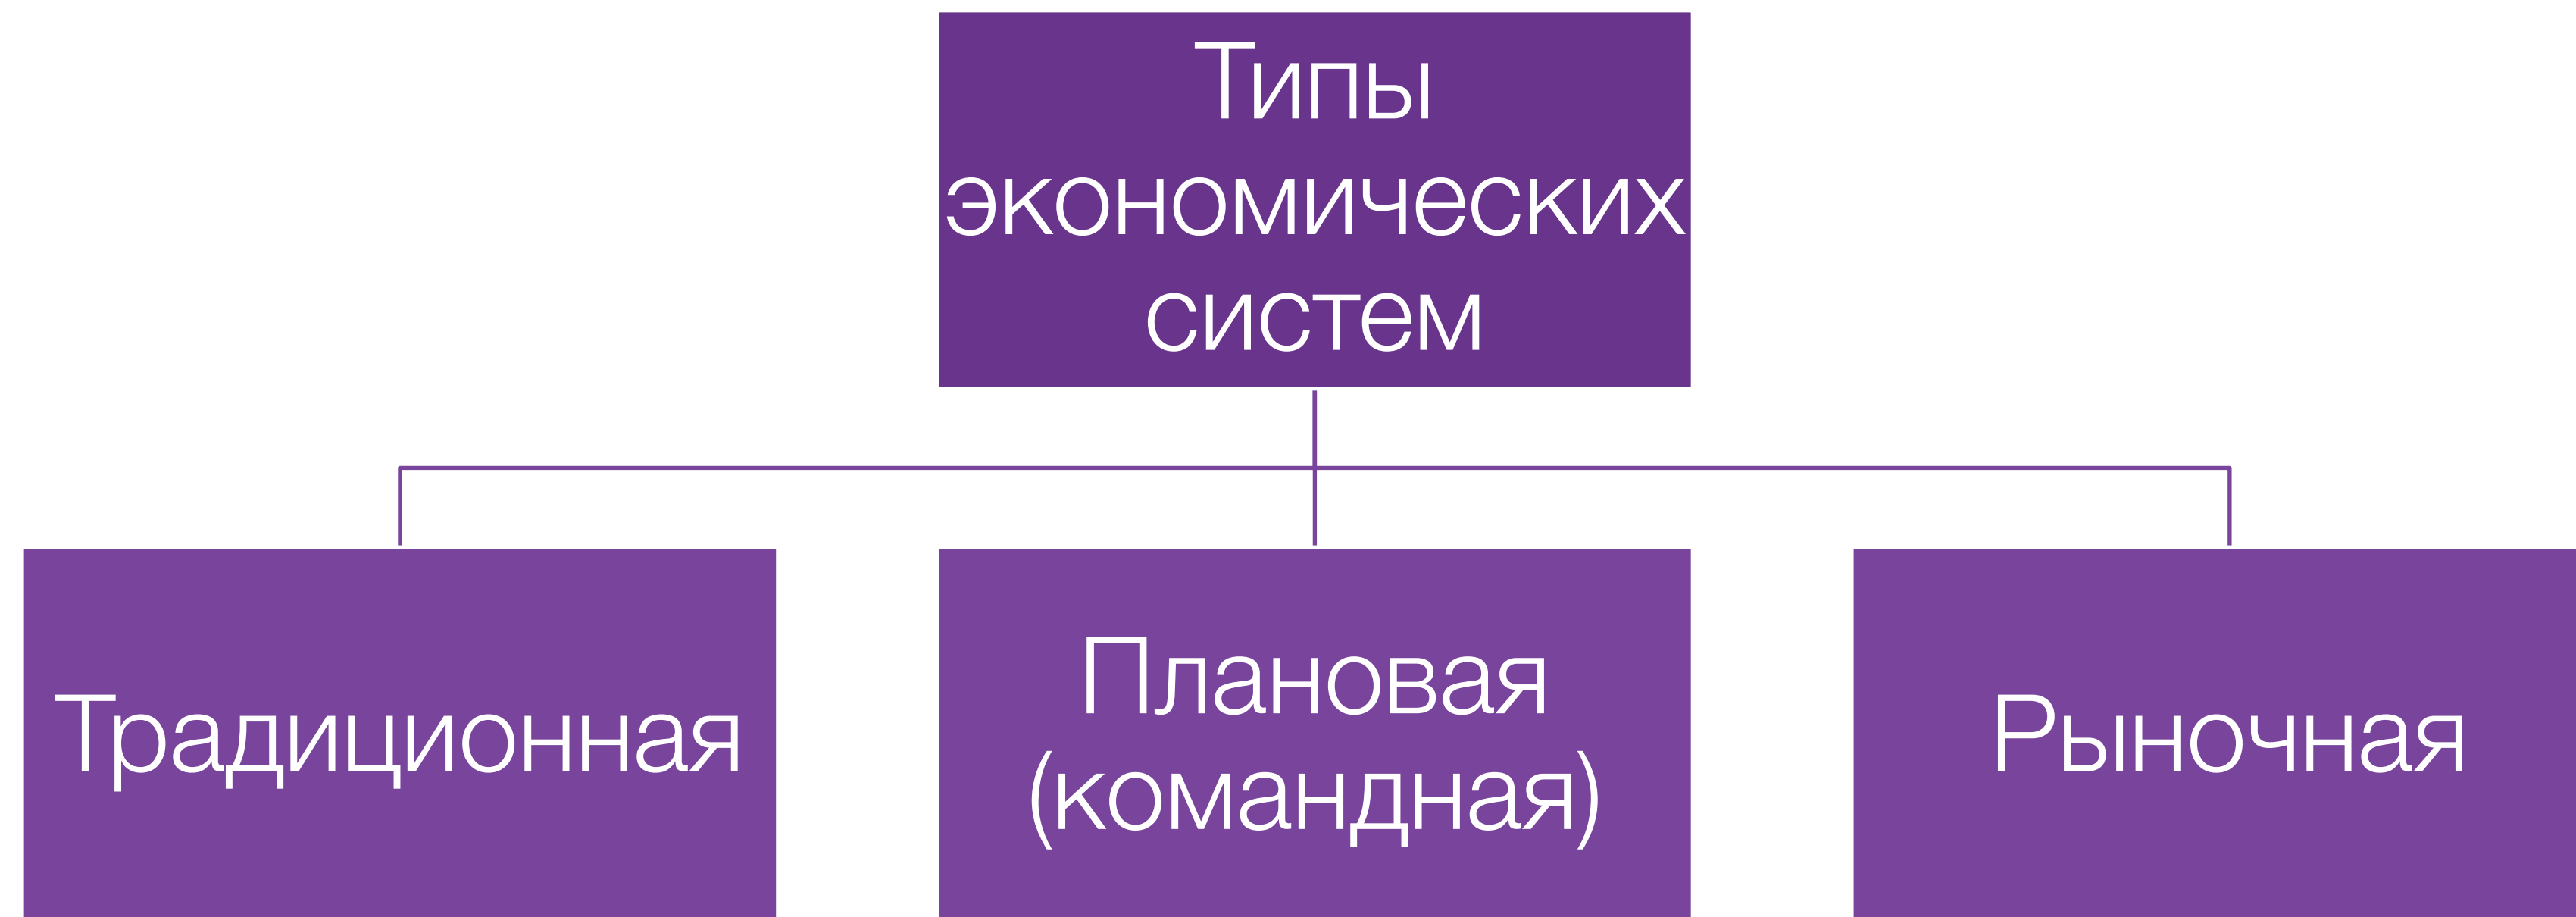 Типы
экономических
систем
Традиционная
Плановая
(командная)
Рыночная